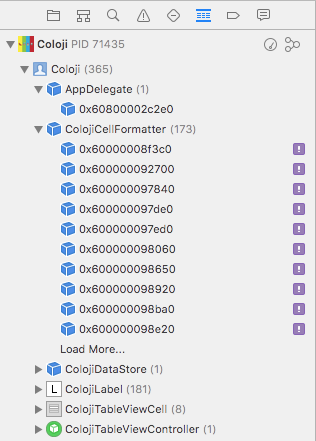 Coloji PID 71435
Coloji (365)
AppDelegate (1)
0x60800002c2e0
ColojiCellFormatter (173)
0x60000008f3c0
0x600000092700
0x600000097840
0x600000097de0
0x600000097ed0
0x600000098060
0x600000098650
0x600000098920
0x600000098ba0
0x600000098e20
Load More...
ColojiDataStore (1)
L ColojiLabel (181)
ColojiTableViewCell (8)
ColojiTableViewController (1)